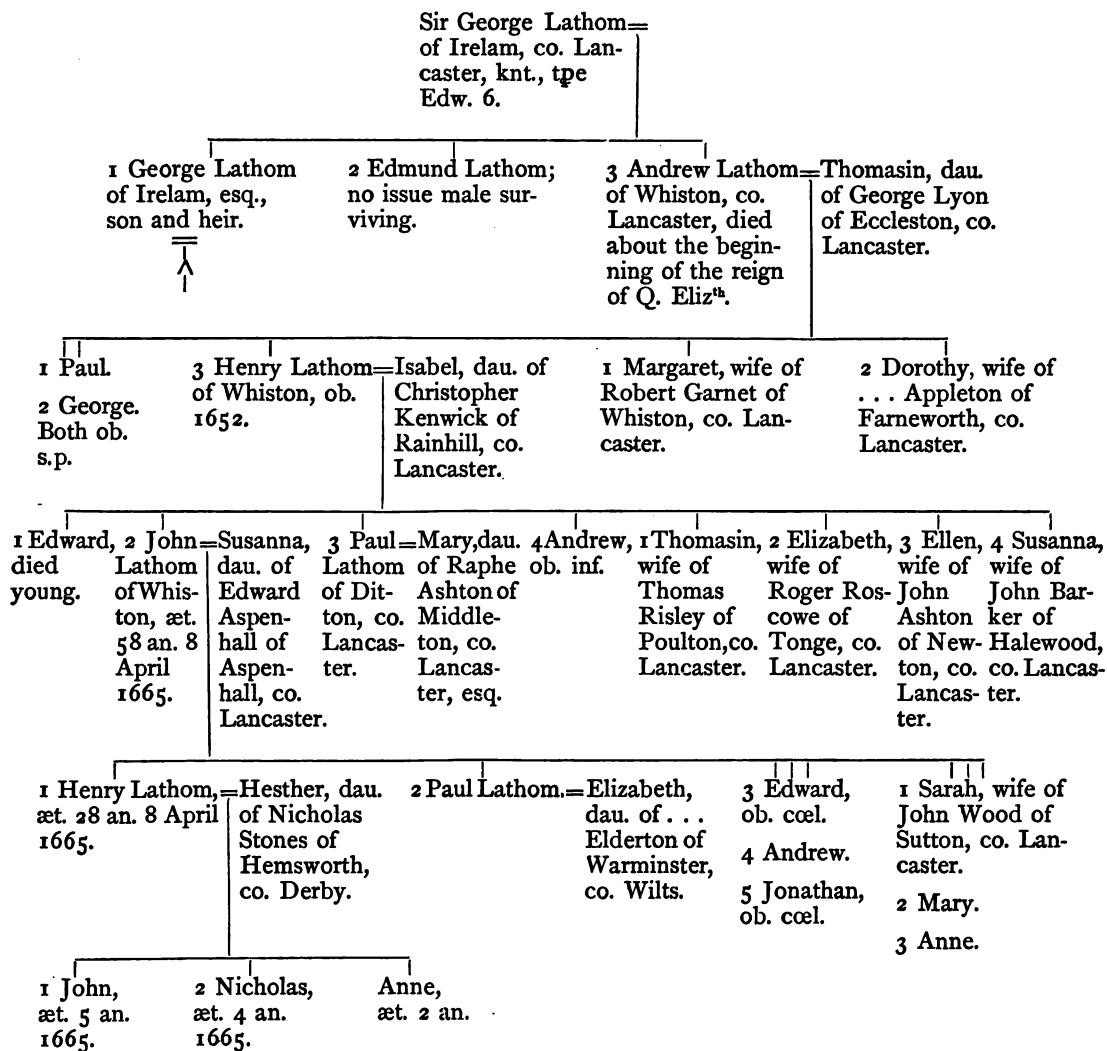 Sir George Lathom=
of Irelam, co. Lan-
caster, knt., tpe
Edw. 6.
1 George Lathom
of Irelam, esq.,
son and heir.
2 Edmund Lathom;
no issue male sur-
viving.
3 Andrew Lathom=
of Whiston, co.
Lancaster, died
about the begin-
ning of the reign
of Q. Elizth.
Thomasin, dau.
of George Lyon
of Eccleston, co.
Lancaster.
1 Paul.
2 George.
Both ob.
s.p.
3 Henry Lathom=
of Whiston, ob.
1652.
Isabel, dau. of
Christopher
Kenwick of
Rainhill, co.
Lancaster.
1 Margaret, wife of
Robert Garnet of
Whiston, co. Lan-
caster.
2 Dorothy, wife of
... Appleton of
Farneworth, co.
Lancaster.
1 Edward,
died
young.
2 John=
Lathom
of Whis-
ton, æt.
58 an. 8
April
1665.
Susanna,
dau. of
Edward
Aspen-
hall of
Aspen-
hall, co.
Lancaster.
3 Paul=
Lathom
of Dit-
ton, co.
Lancas-
ter.
Mary, dau.
of Raphe
Ashton of
Middle-
ton, co.
Lancas-
ter, esq.
4 Andrew,
ob. inf.
1 Thomasin,
wife of
Thomas
Risley of
Poulton, co.
Lancaster.
2 Elizabeth,
wife of
Roger Ros-
cowe of
Tonge, co.
Lancaster.
3 Ellen,
wife of
John
Ashton
of New-
ton, co.
Lancas-
ter.
4 Susanna,
wife of
John Bar-
ker of
Halewood,
co. Lancas-
ter.
1 Henry Lathom,=
æt. 28 an. 8 April
1665.
Hesther, dau.
of Nicholas
Stones of
Hemsworth,
co. Derby.
2 Paul Lathom.=
Elizabeth,
dau. of ...
Elderton of
Warminster,
co. Wilts.
3 Edward,
ob. cœl.
4 Andrew.
5 Jonathan,
ob. cœl.
1 Sarah, wife of
John Wood of
Sutton, co. Lan-
caster.
2 Mary.
3 Anne.
1 John,
æt. 5 an.
1665.
2 Nicholas,
æt. 4 an.
1665.
Anne,
æt. 2 an.